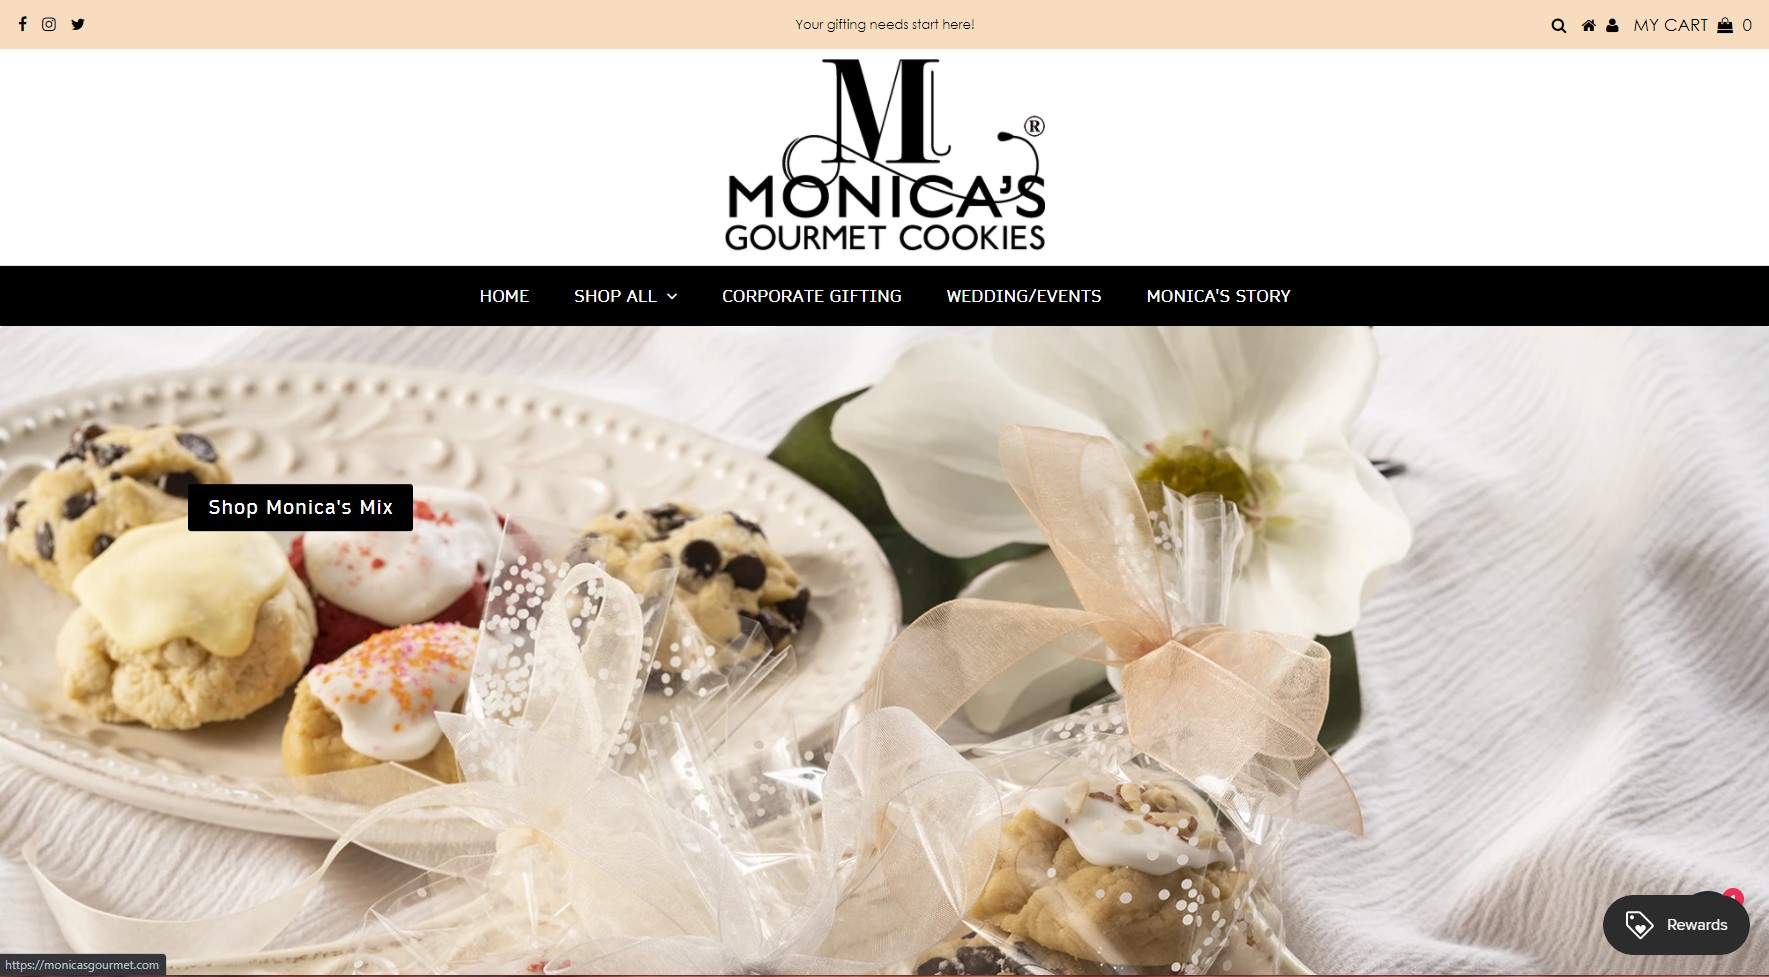 Your gifting needs start here!
MY CART 0
M
®
MONICA'S
GOURMET COOKIES
HOME
SHOP ALL
CORPORATE GIFTING
WEDDING/EVENTS
MONICA'S STORY
Shop Monica's Mix
Rewards
https://monicasgourmet.com